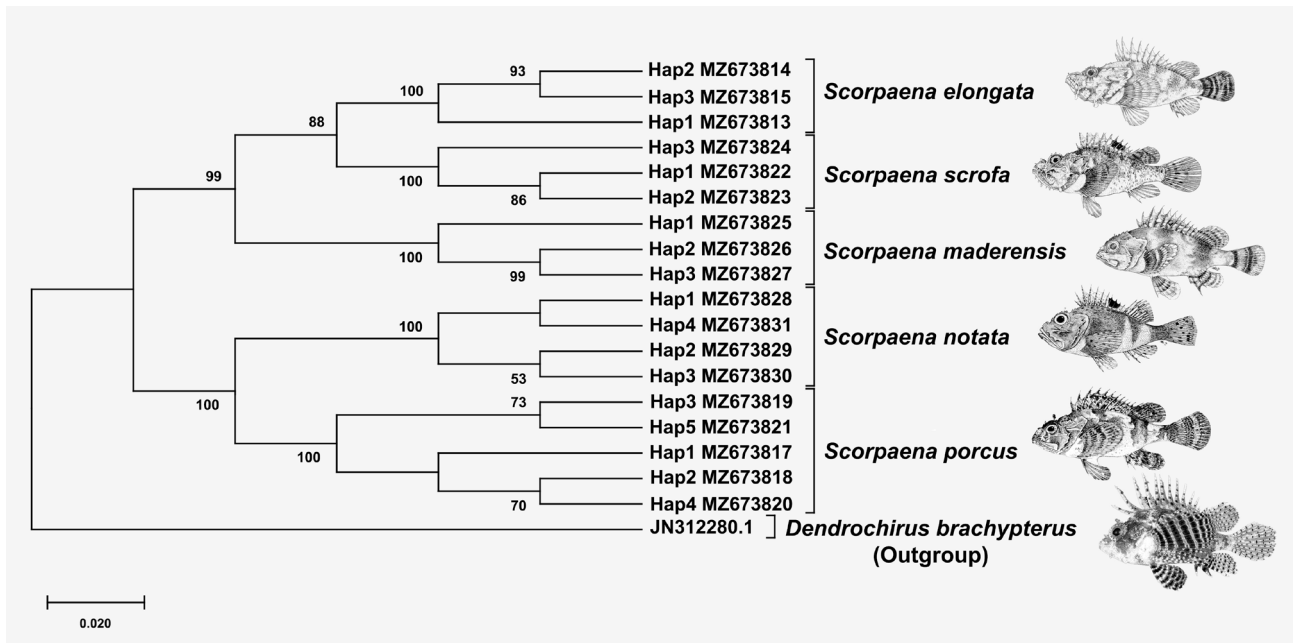 93
Hap2 MZ673814
100
Hap3 MZ673815
Scorpaena elongata
88
Hap1 MZ673813
Hap3 MZ673824
99
100
Hap1 MZ673822
Scorpaena scrofa
86
Hap2 MZ673823
Hap1 MZ673825
100
Hap2 MZ673826
Scorpaena maderensis
99
Hap3 MZ673827
Hap1 MZ673828
100
Hap4 MZ673831
Scorpaena notata
Hap2 MZ673829
53
Hap3 MZ673830
100
73
Hap3 MZ673819
Hap5 MZ673821
100
Hap1 MZ673817
Scorpaena porcus
Hap2 MZ673818
70
Hap4 MZ673820
JN312280.1
Dendrochirus brachypterus
(Outgroup)
0.020